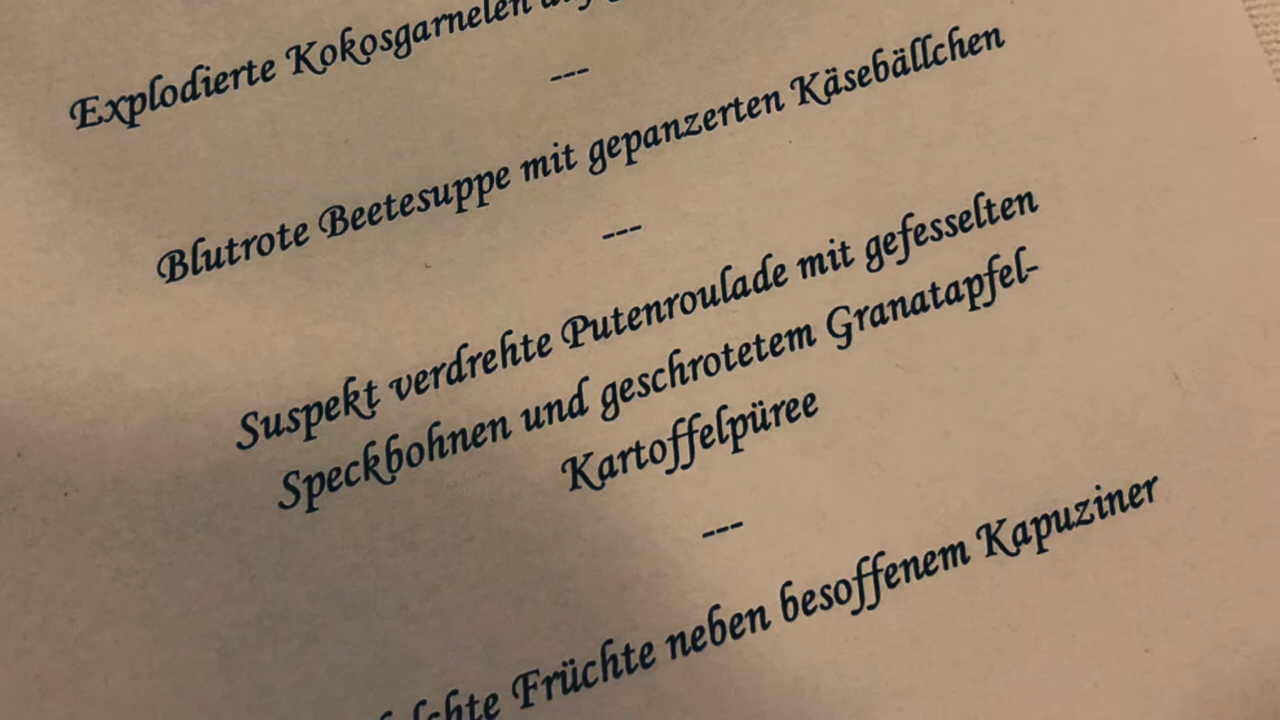 Explodierte Kokosgarnelen
---
Blutrote Beetesuppe mit gepanzerten Käsebällchen
---
Suspekt verdrehte Putenroulade mit gefesselten
Speckbohnen und geschrotetem Granatapfel-
Kartoffelpüree
---
Früchte neben besoffenem Kapuziner